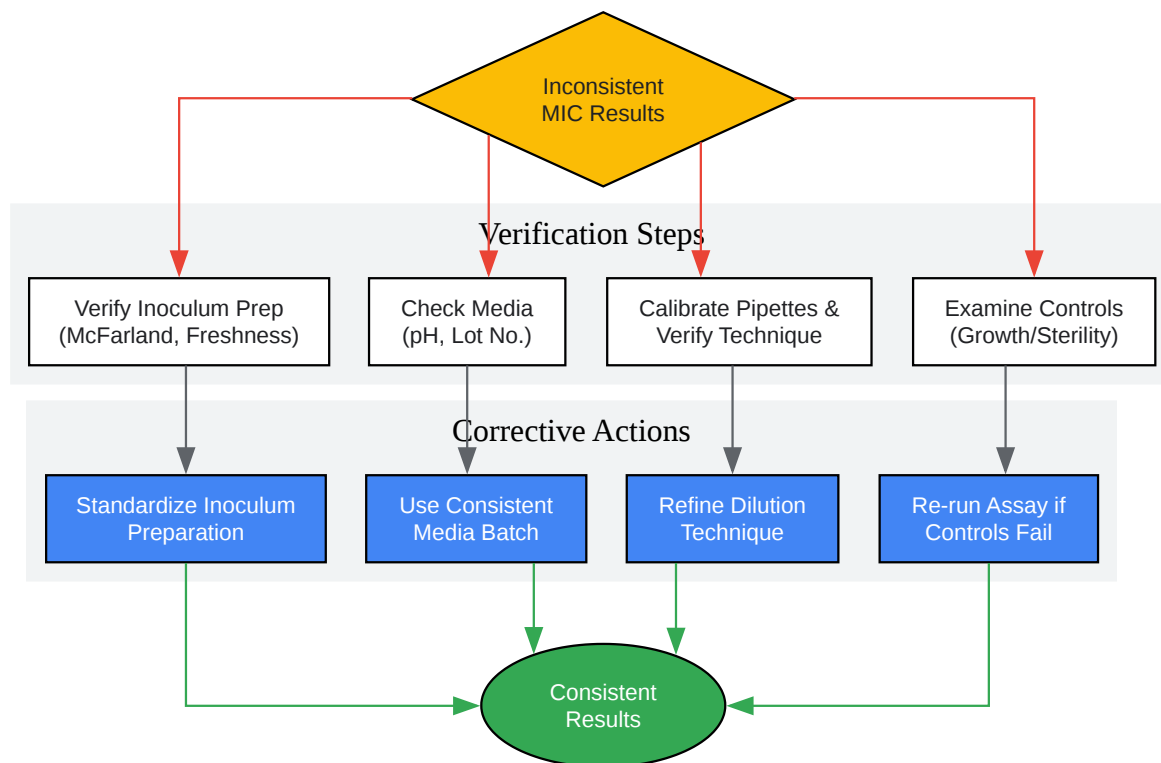 Inconsistent
MIC Results
Verification Steps
Verify Inoculum Prep
(McFarland, Freshness)
Check Media
(pH, Lot No.)
Calibrate Pipettes &
Verify Technique
Examine Controls
(Growth/Sterility)
Corrective Actions
Standardize Inoculum
Preparation
Use Consistent
Media Batch
Refine Dilution
Technique
Re-run Assay if
Controls Fail
Consistent
Results